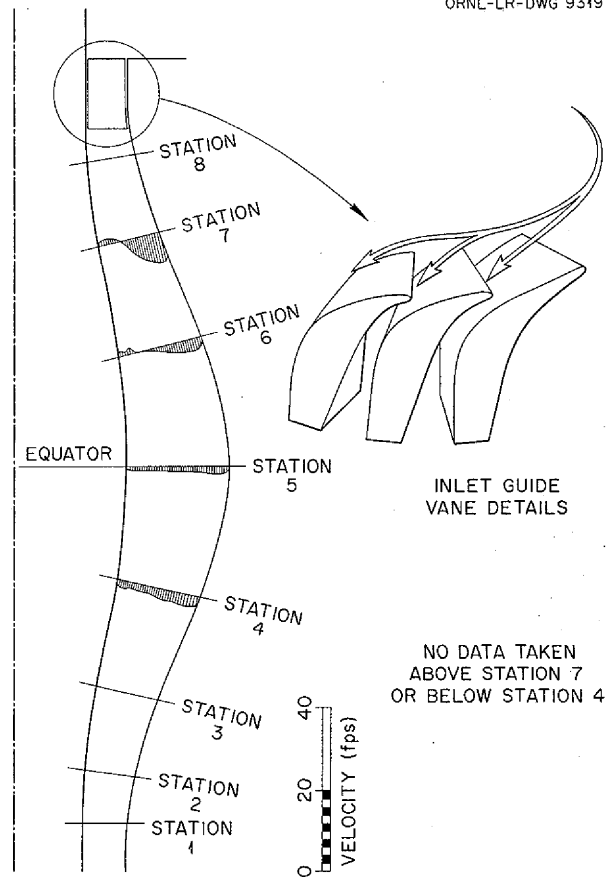 ORNL-LR-DWG 9319
STATION
8
STATION
7
STATION
6
EQUATOR
STATION
5
INLET GUIDE
VANE DETAILS
STATION
4
NO DATA TAKEN
ABOVE STATION 7
OR BELOW STATION 4
STATION
3
STATION
2
STATION
1
40
20
0
VELOCITY (fps)